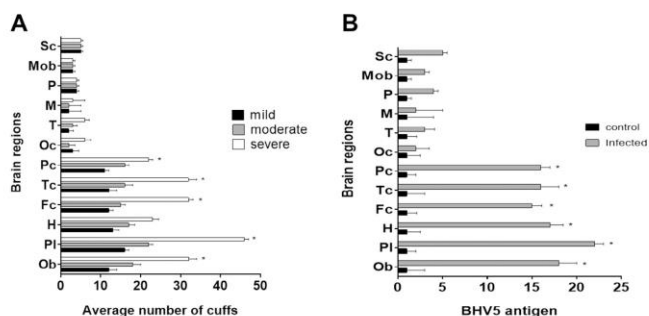 A
Brain regions
Sc
Mob
P
M
T
Oc
Pc
Tc
Fc
H
Pl
Ob
*
*
*
*
*
mild
moderate
severe
0 10 20 30 40 50
Average number of cuffs
B
Brain regions
Sc
Mob
P
M
T
Oc
Pc
Tc
Fc
H
Pl
Ob
*
*
*
*
*
*
control
Infected
0 5 10 15 20 25
BHV5 antigen